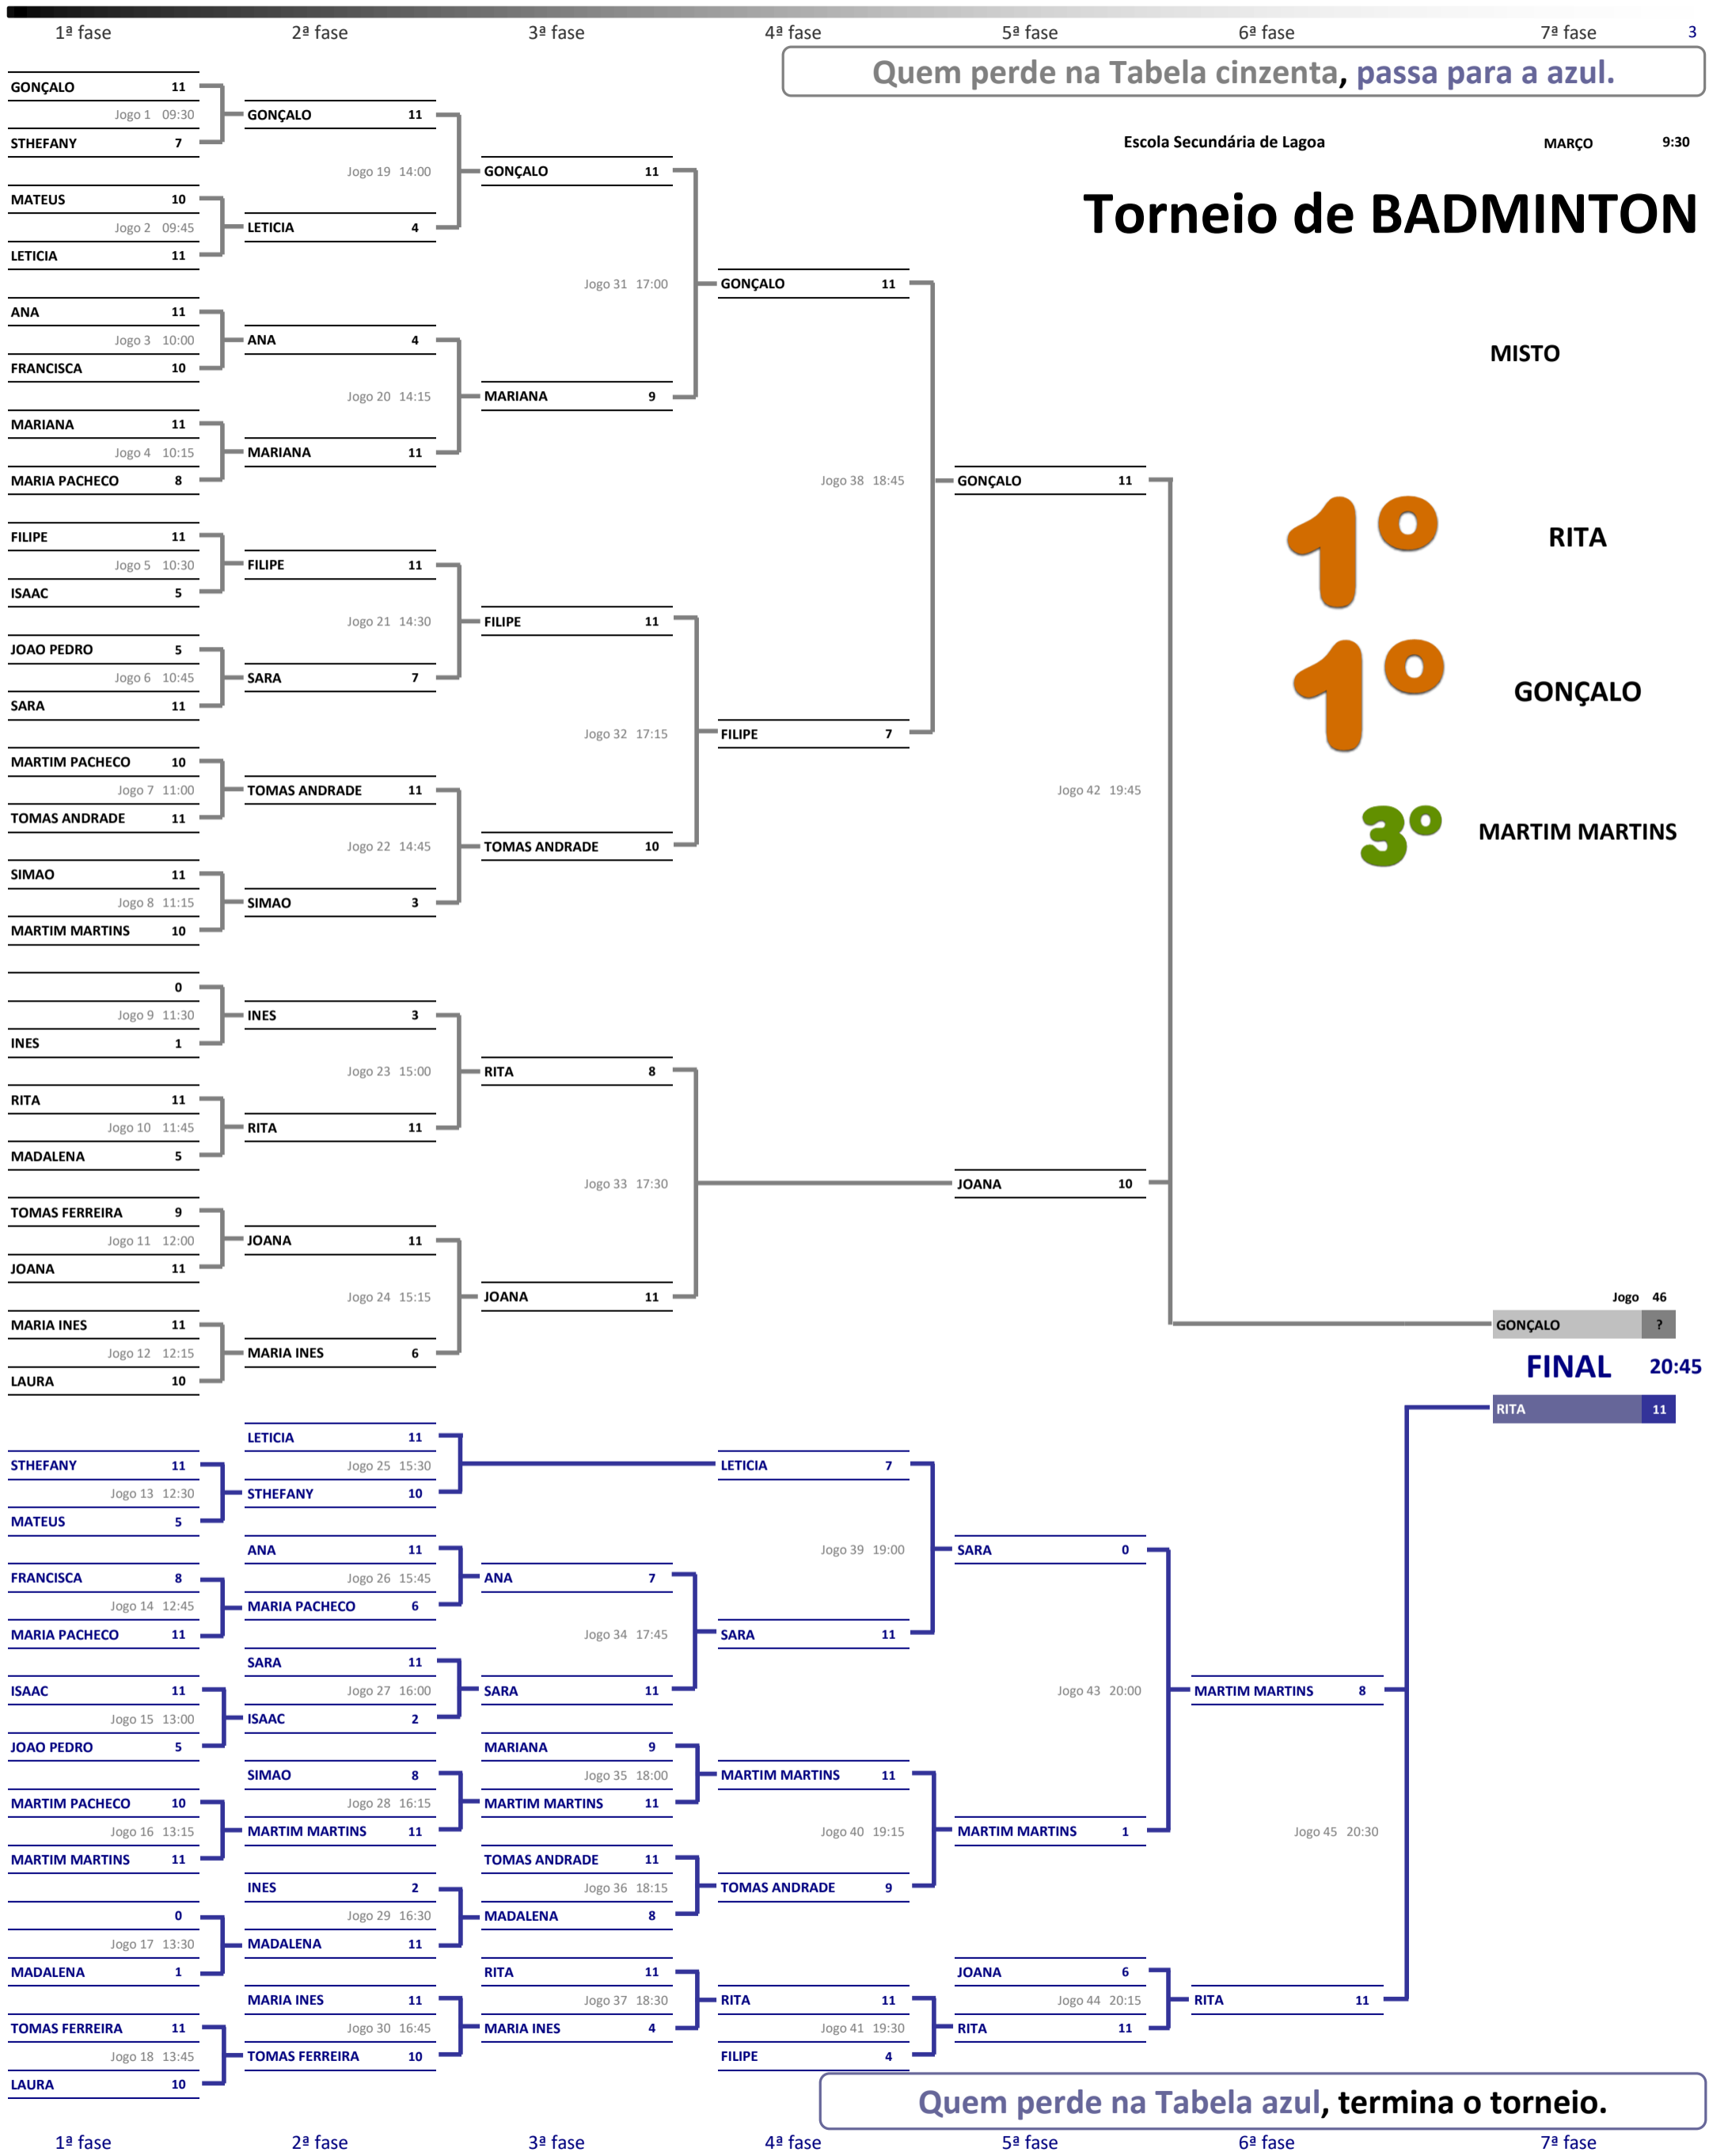 1ª fase 2ª fase 3ª fase 4ª fase 5ª fase 6ª fase 7ª fase 3
Quem perde na Tabela cinzenta, passa para a azul.
Escola Secundária de Lagoa MARÇO 9:30
Torneio de BADMINTON
MISTO
1º RITA
1º GONÇALO
3º MARTIM MARTINS
GONÇALO 11
Jogo 1 09:30
STHEFANY 7
MATEUS 10
Jogo 2 09:45
LETICIA 11
ANA 11
Jogo 3 10:00
FRANCISCA 10
MARIANA 11
Jogo 4 10:15
MARIA PACHECO 8
FILIPE 11
Jogo 5 10:30
ISAAC 5
JOAO PEDRO 5
Jogo 6 10:45
SARA 11
MARTIM PACHECO 10
Jogo 7 11:00
TOMAS ANDRADE 11
SIMAO 11
Jogo 8 11:15
MARTIM MARTINS 10
0
Jogo 9 11:30
INES 1
RITA 11
Jogo 10 11:45
MADALENA 5
TOMAS FERREIRA 9
Jogo 11 12:00
JOANA 11
MARIA INES 11
Jogo 12 12:15
LAURA 10
GONÇALO 11
Jogo 19 14:00
LETICIA 4
ANA 4
Jogo 20 14:15
MARIANA 11
FILIPE 11
Jogo 21 14:30
SARA 7
TOMAS ANDRADE 11
Jogo 22 14:45
SIMAO 3
INES 3
Jogo 23 15:00
RITA 11
JOANA 11
Jogo 24 15:15
MARIA INES 6
GONÇALO 11
Jogo 31 17:00
MARIANA 9
FILIPE 11
Jogo 32 17:15
TOMAS ANDRADE 10
RITA 8
Jogo 33 17:30
JOANA 11
GONÇALO 11
Jogo 38 18:45
FILIPE 7
GONÇALO 11
Jogo 42 19:45
JOANA 10
Jogo 46
GONÇALO ?
FINAL 20:45
RITA 11
STHEFANY 11
Jogo 13 12:30
MATEUS 5
FRANCISCA 8
Jogo 14 12:45
MARIA PACHECO 11
ISAAC 11
Jogo 15 13:00
JOAO PEDRO 5
MARTIM PACHECO 10
Jogo 16 13:15
MARTIM MARTINS 11
0
Jogo 17 13:30
MADALENA 1
TOMAS FERREIRA 11
Jogo 18 13:45
LAURA 10
LETICIA 11
Jogo 25 15:30
STHEFANY 10
ANA 11
Jogo 26 15:45
MARIA PACHECO 6
SARA 11
Jogo 27 16:00
ISAAC 2
SIMAO 8
Jogo 28 16:15
MARTIM MARTINS 11
INES 2
Jogo 29 16:30
MADALENA 11
MARIA INES 11
Jogo 30 16:45
TOMAS FERREIRA 10
ANA 7
Jogo 34 17:45
SARA 11
MARIANA 9
Jogo 35 18:00
MARTIM MARTINS 11
TOMAS ANDRADE 11
Jogo 36 18:15
MADALENA 8
RITA 11
Jogo 37 18:30
MARIA INES 4
LETICIA 7
Jogo 39 19:00
SARA 11
MARTIM MARTINS 11
Jogo 40 19:15
TOMAS ANDRADE 9
RITA 11
Jogo 41 19:30
FILIPE 4
SARA 0
Jogo 43 20:00
MARTIM MARTINS 1
JOANA 6
Jogo 44 20:15
RITA 11
MARTIM MARTINS 8
Jogo 45 20:30
RITA 11
Quem perde na Tabela azul, termina o torneio.
1ª fase 2ª fase 3ª fase 4ª fase 5ª fase 6ª fase 7ª fase